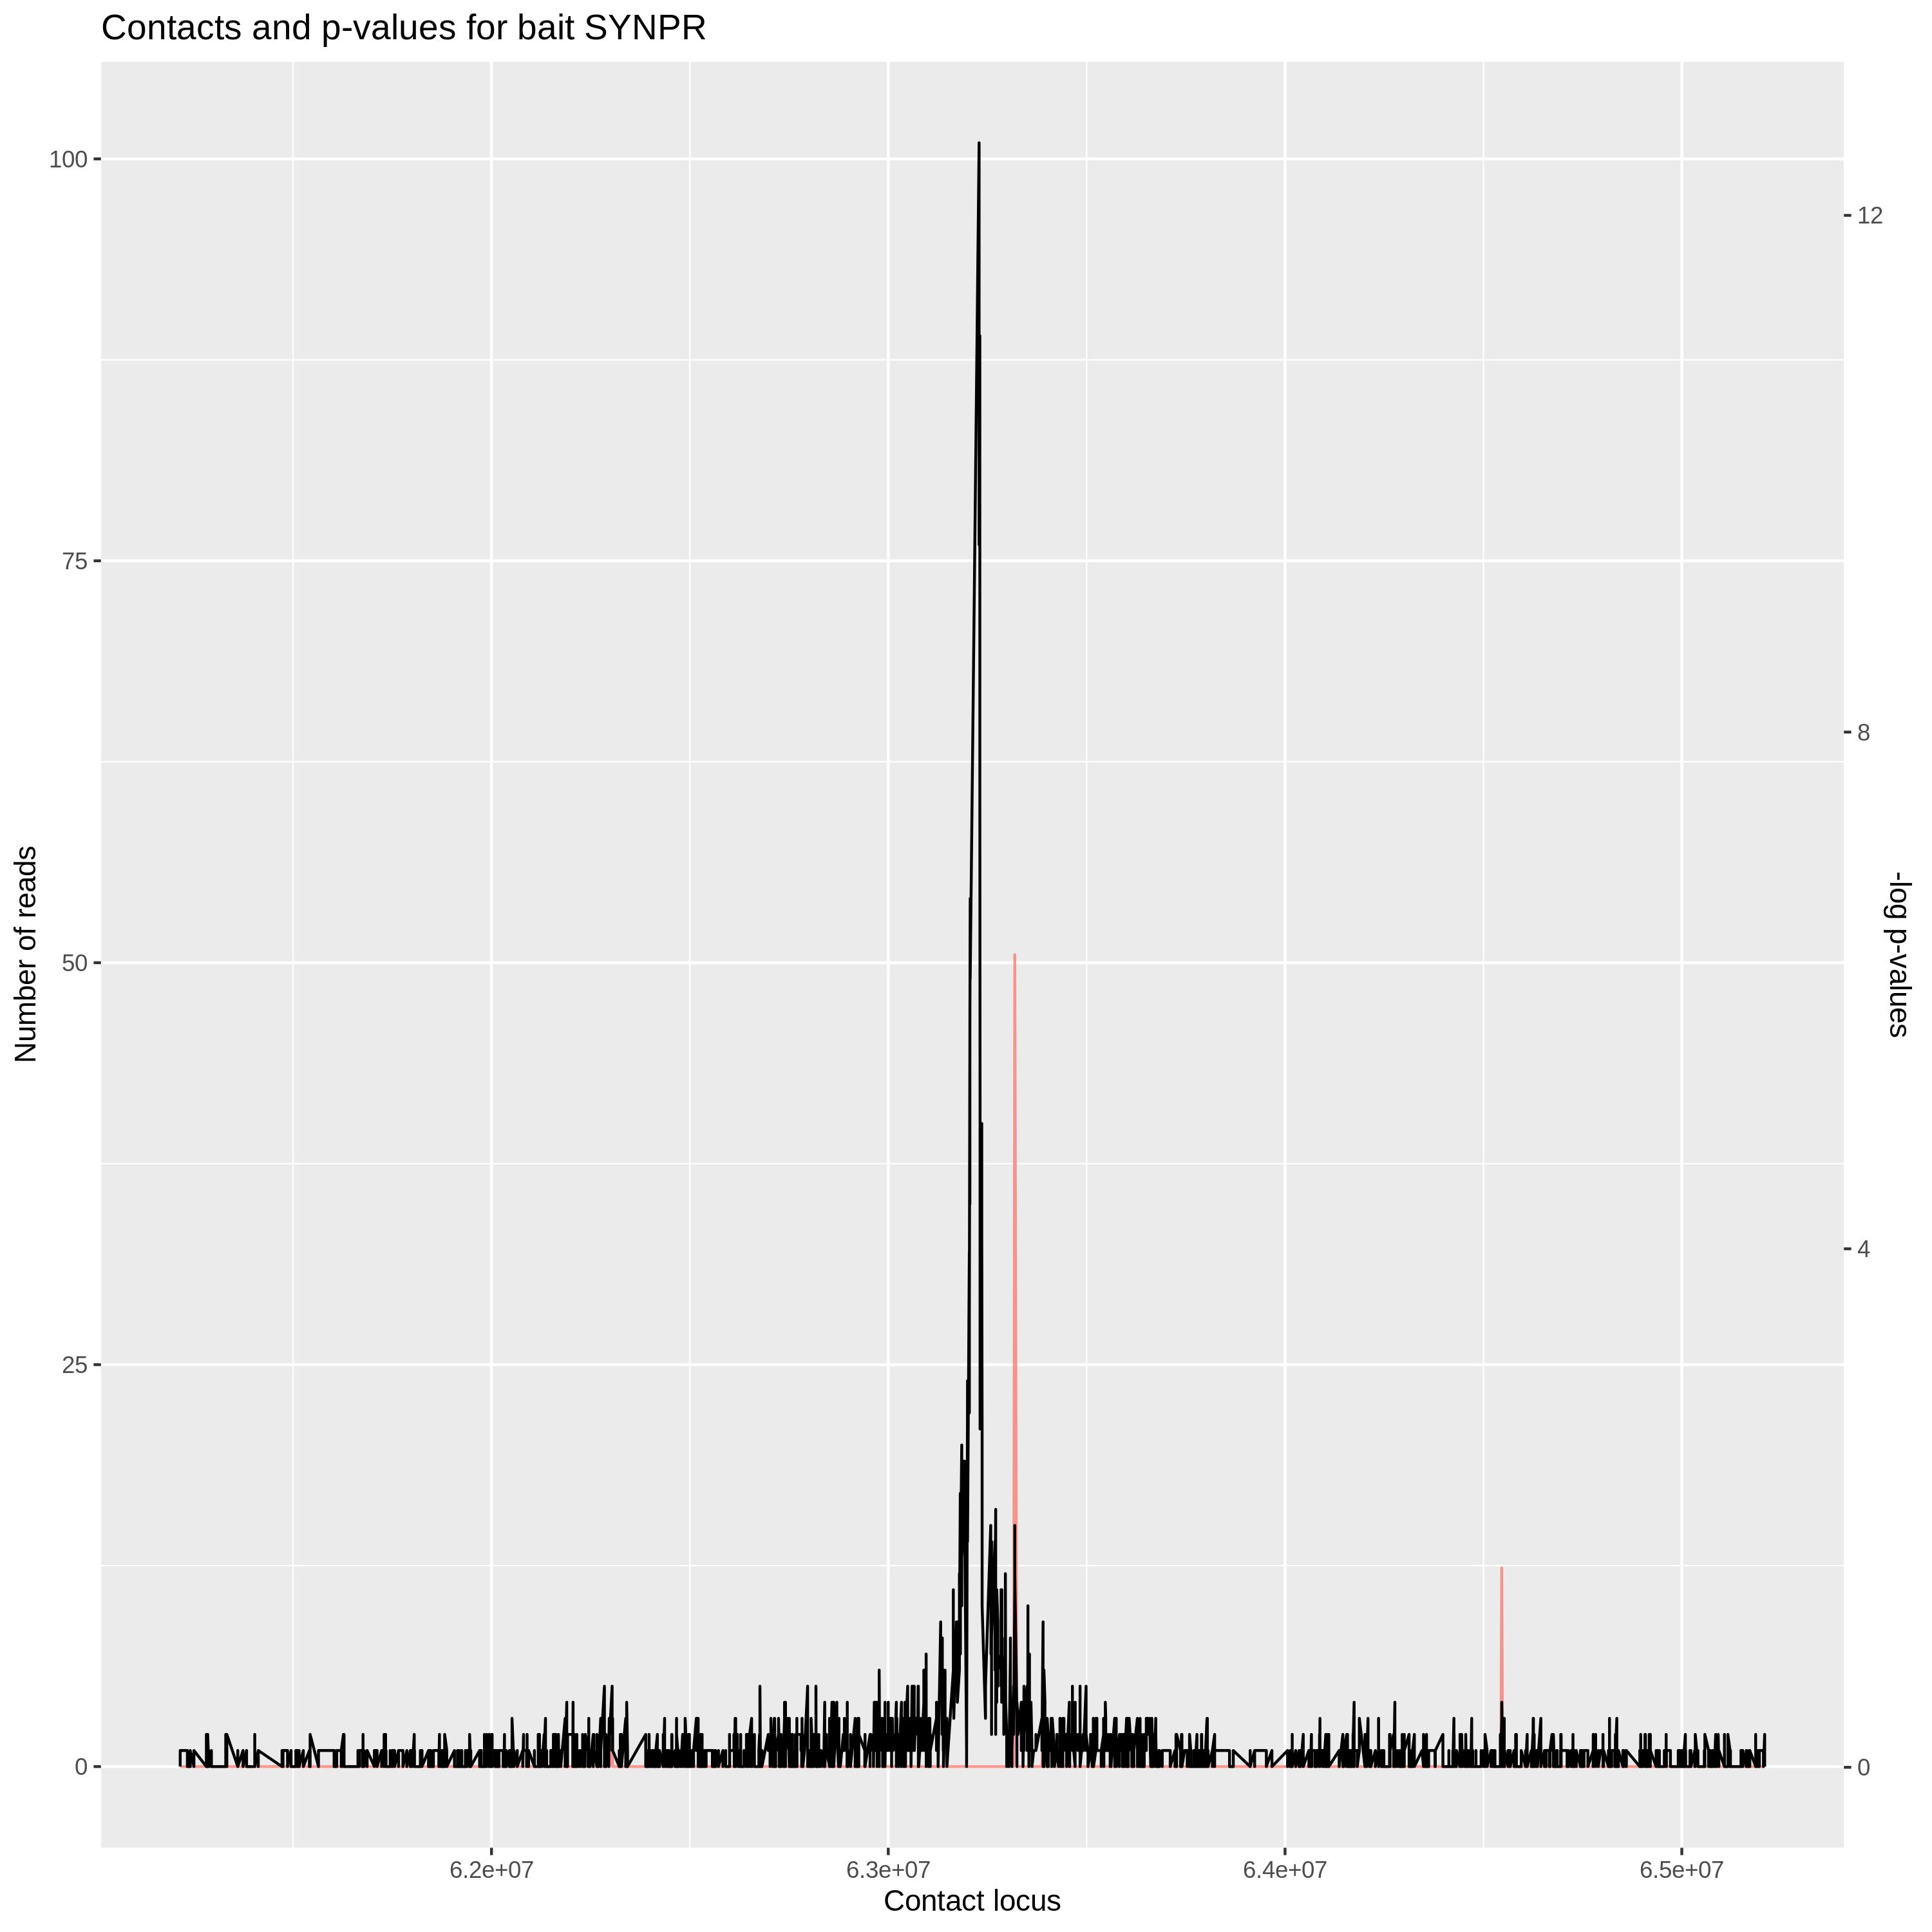 Contacts and p-values for bait SYNPR
100
75
50
25
0
12
8
4
0
Number of reads
-log p-values
6.2e+07
6.3e+07
6.4e+07
6.5e+07
Contact locus